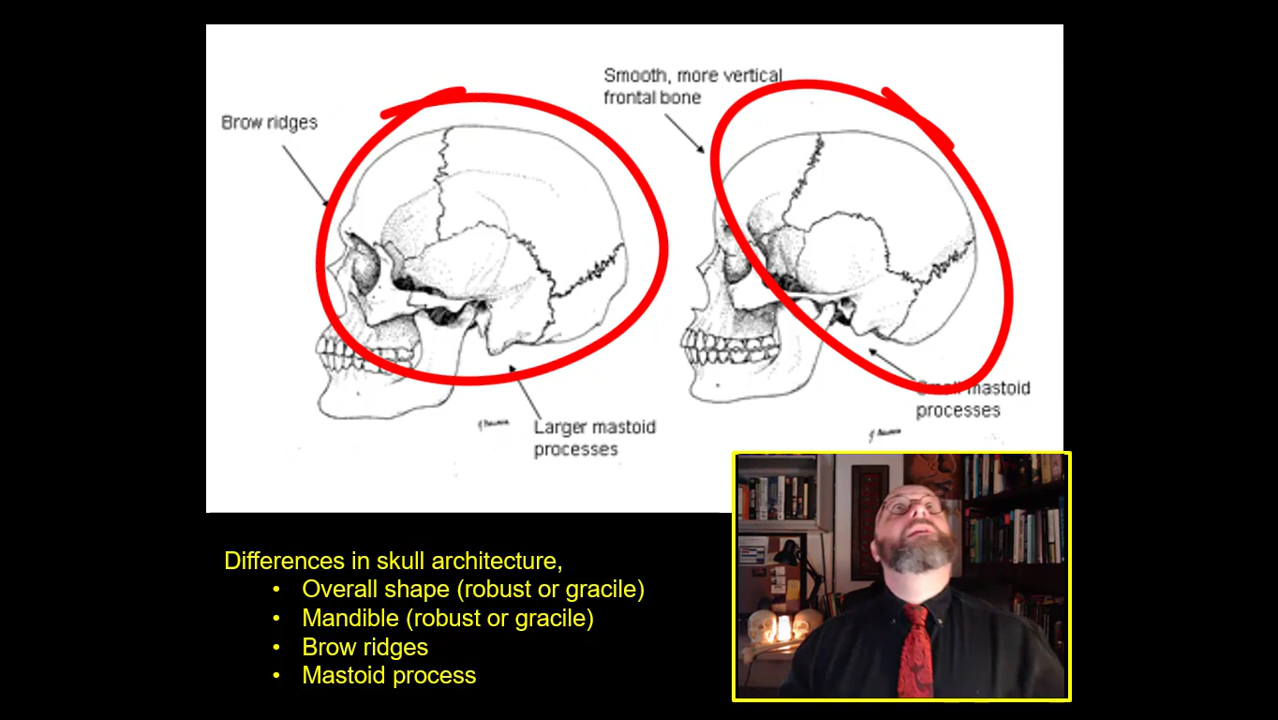 Smooth, more vertical
frontal bone
Brow ridges
Small mastoid
processes
Larger mastoid
processes
Differences in skull architecture,
• Overall shape (robust or gracile)
• Mandible (robust or gracile)
• Brow ridges
• Mastoid process